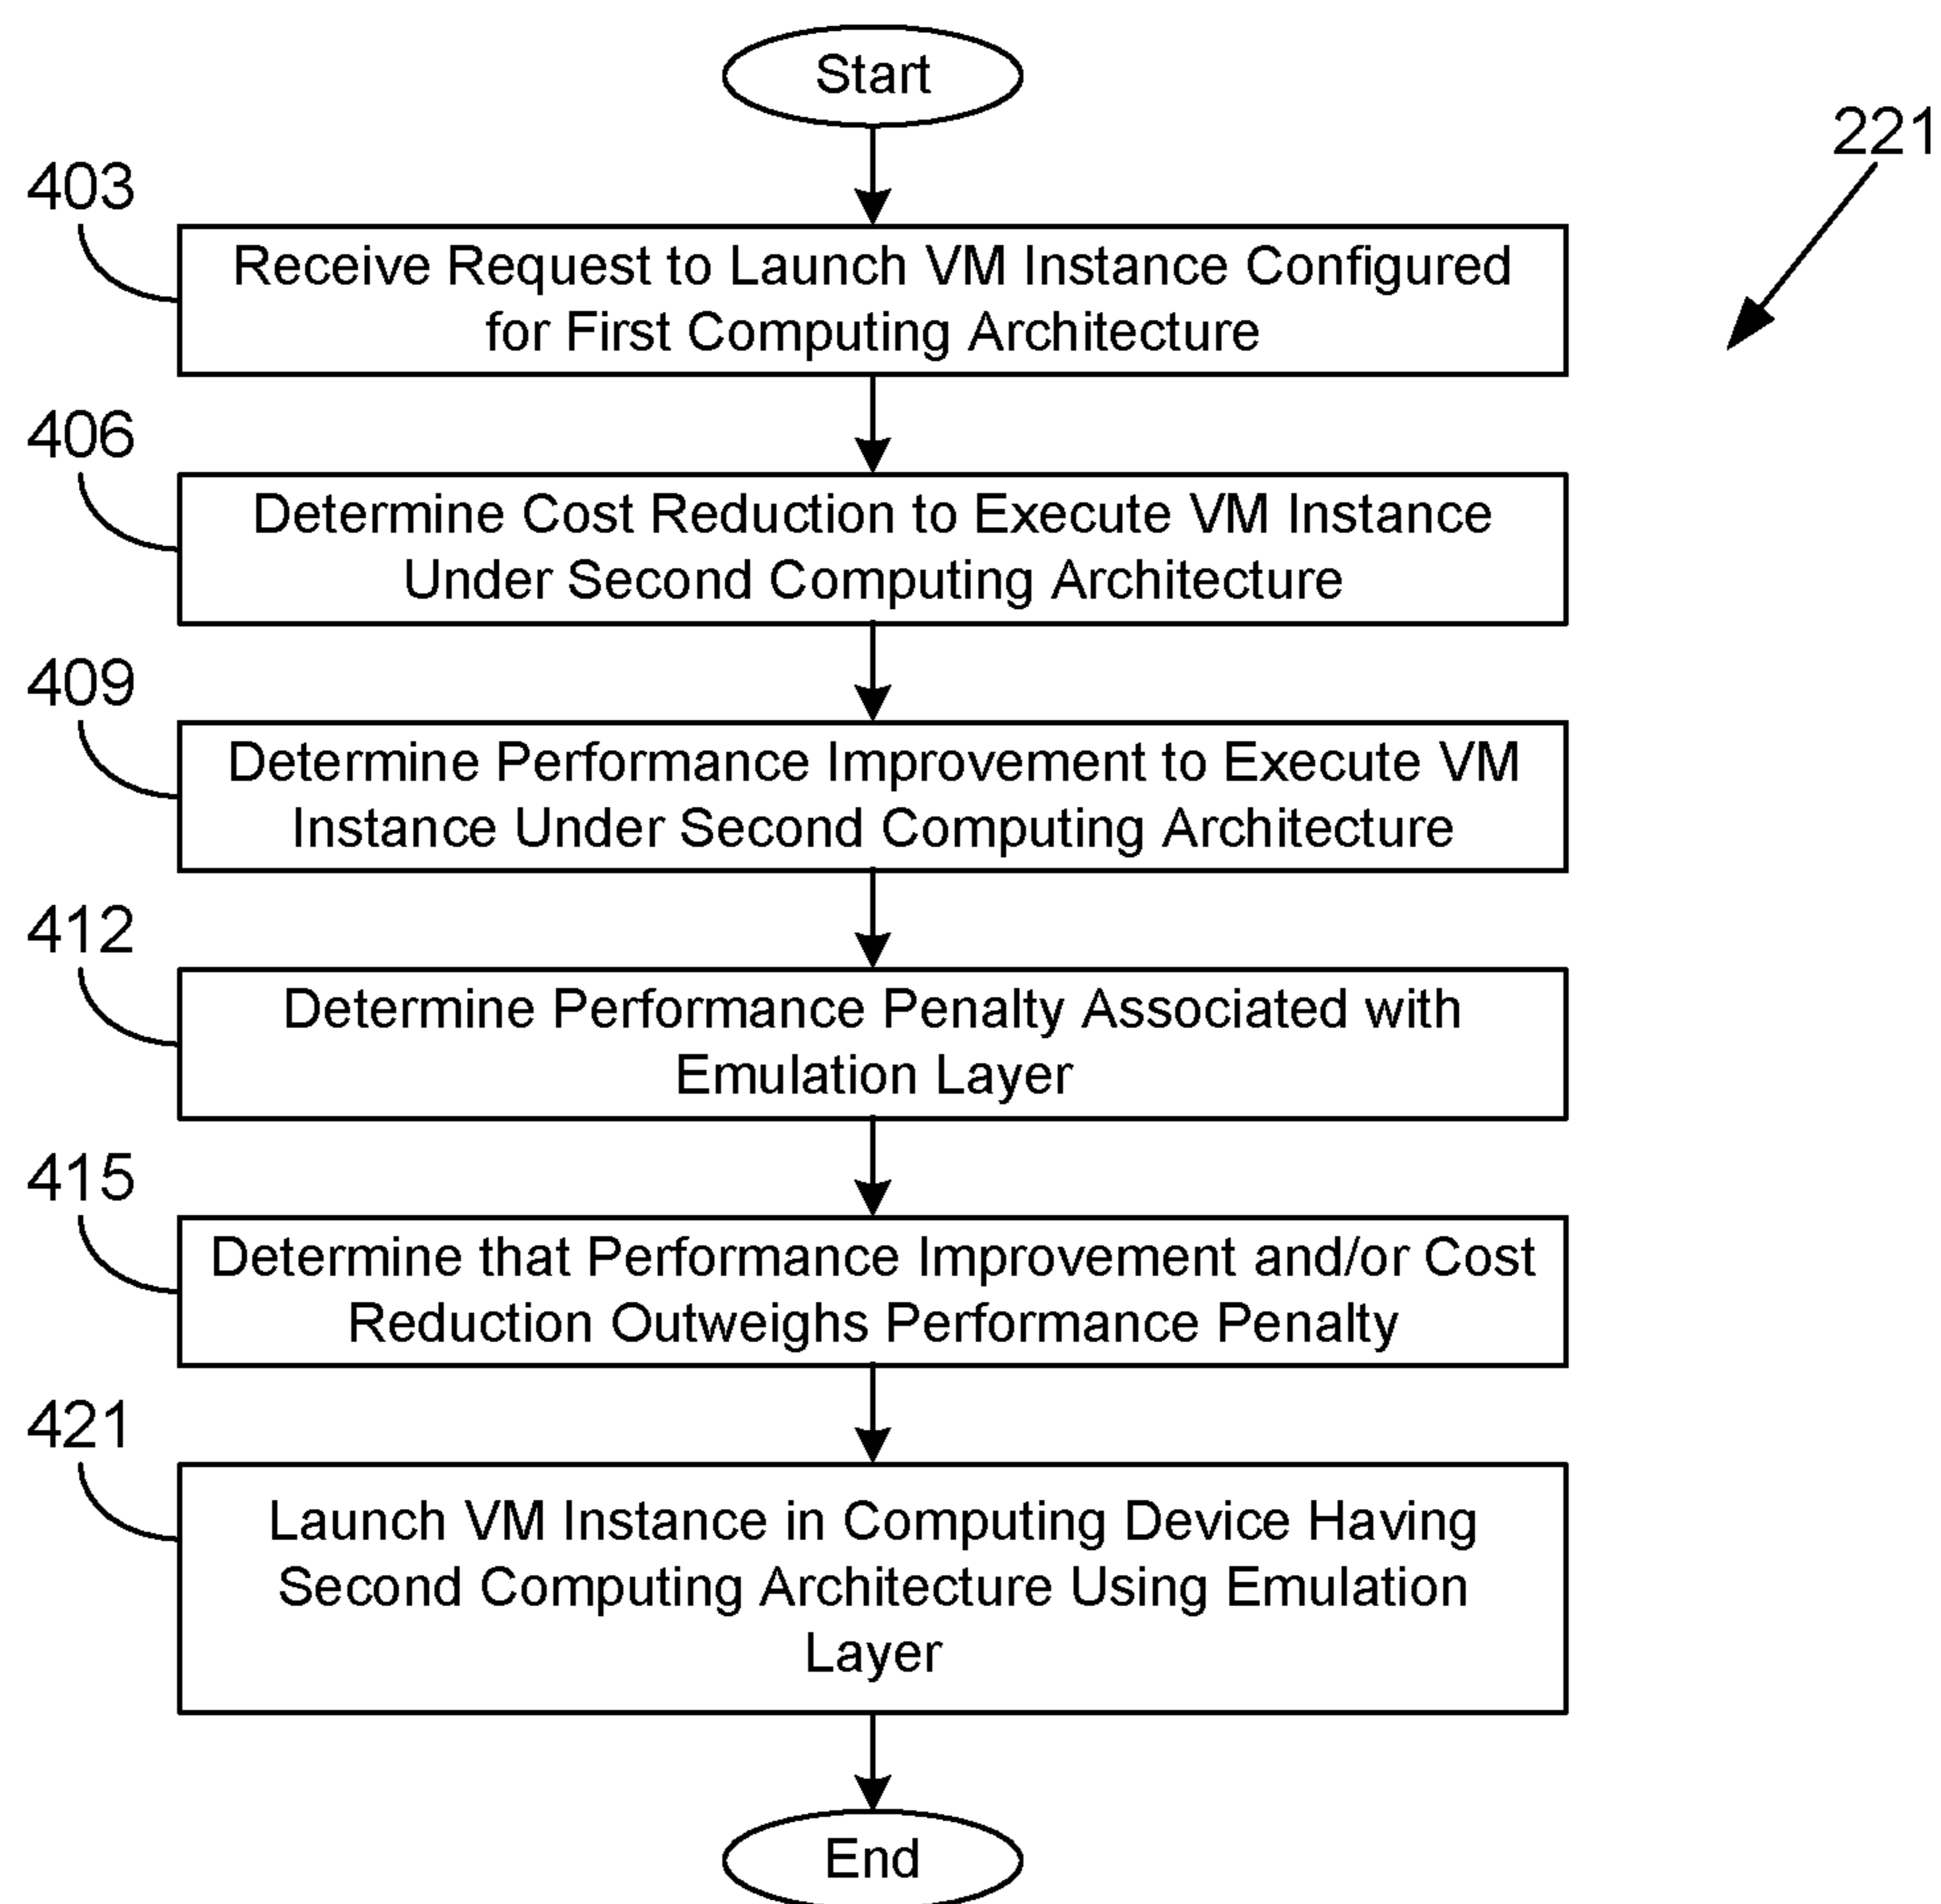 Start
221
403
Receive Request to Launch VM Instance Configured
for First Computing Architecture
406
Determine Cost Reduction to Execute VM Instance
Under Second Computing Architecture
409
Determine Performance Improvement to Execute VM
Instance Under Second Computing Architecture
412
Determine Performance Penalty Associated with
Emulation Layer
415
Determine that Performance Improvement and/or Cost
Reduction Outweighs Performance Penalty
421
Launch VM Instance in Computing Device Having
Second Computing Architecture Using Emulation
Layer
End